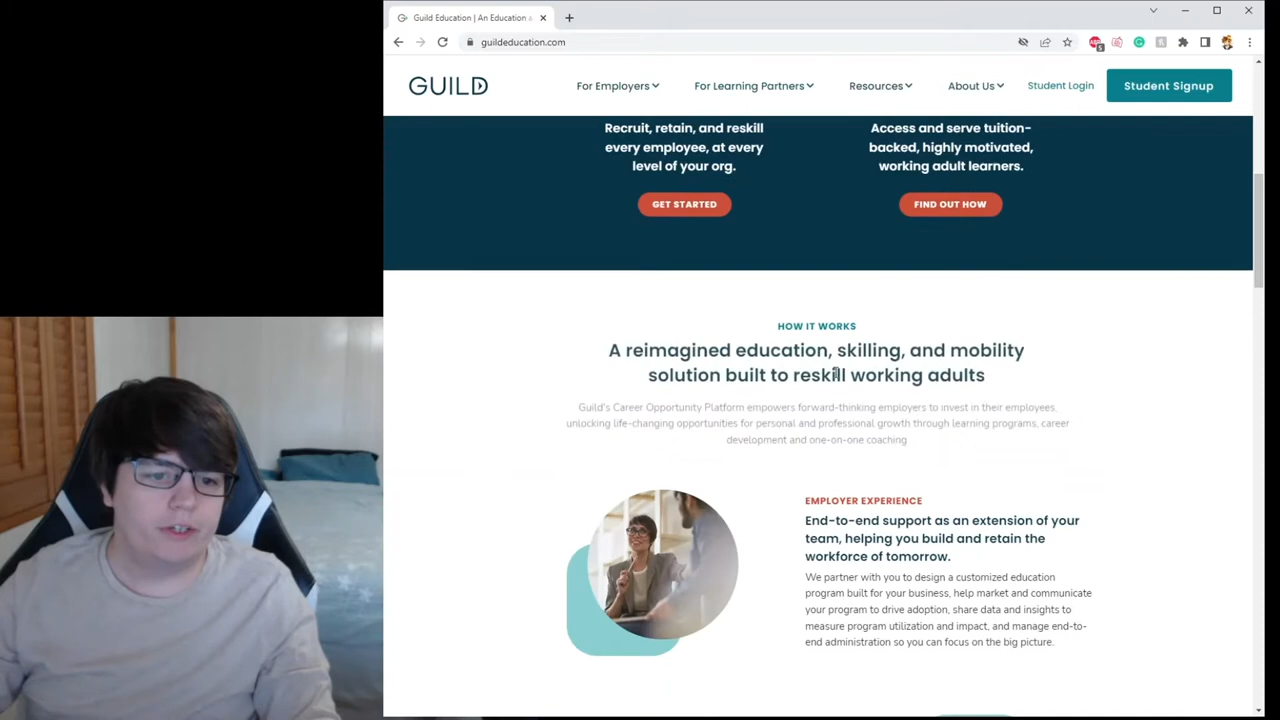 Guild Education | An Education &
guildeducation.com
5
GUILD
For Employers
For Learning Partners
Resources
About Us
Student Login
Student Signup
Recruit, retain, and reskill
every employee, at every
level of your org.
GET STARTED
Access and serve tuition-
backed, highly motivated,
working adult learners.
FIND OUT HOW
HOW IT WORKS
A reimagined education, skilling, and mobility
solution built to reskill working adults
Guild's Career Opportunity Platform empowers forward-thinking employers to invest in their employees,
unlocking life-changing opportunities for personal and professional growth through learning programs, career
development and one-on-one coaching
EMPLOYER EXPERIENCE
End-to-end support as an extension of your
team, helping you build and retain the
workforce of tomorrow.
We partner with you to design a customized education
program built for your business, help market and communicate
your program to drive adoption, share data and insights to
measure program utilization and impact, and manage end-to-
end administration so you can focus on the big picture.